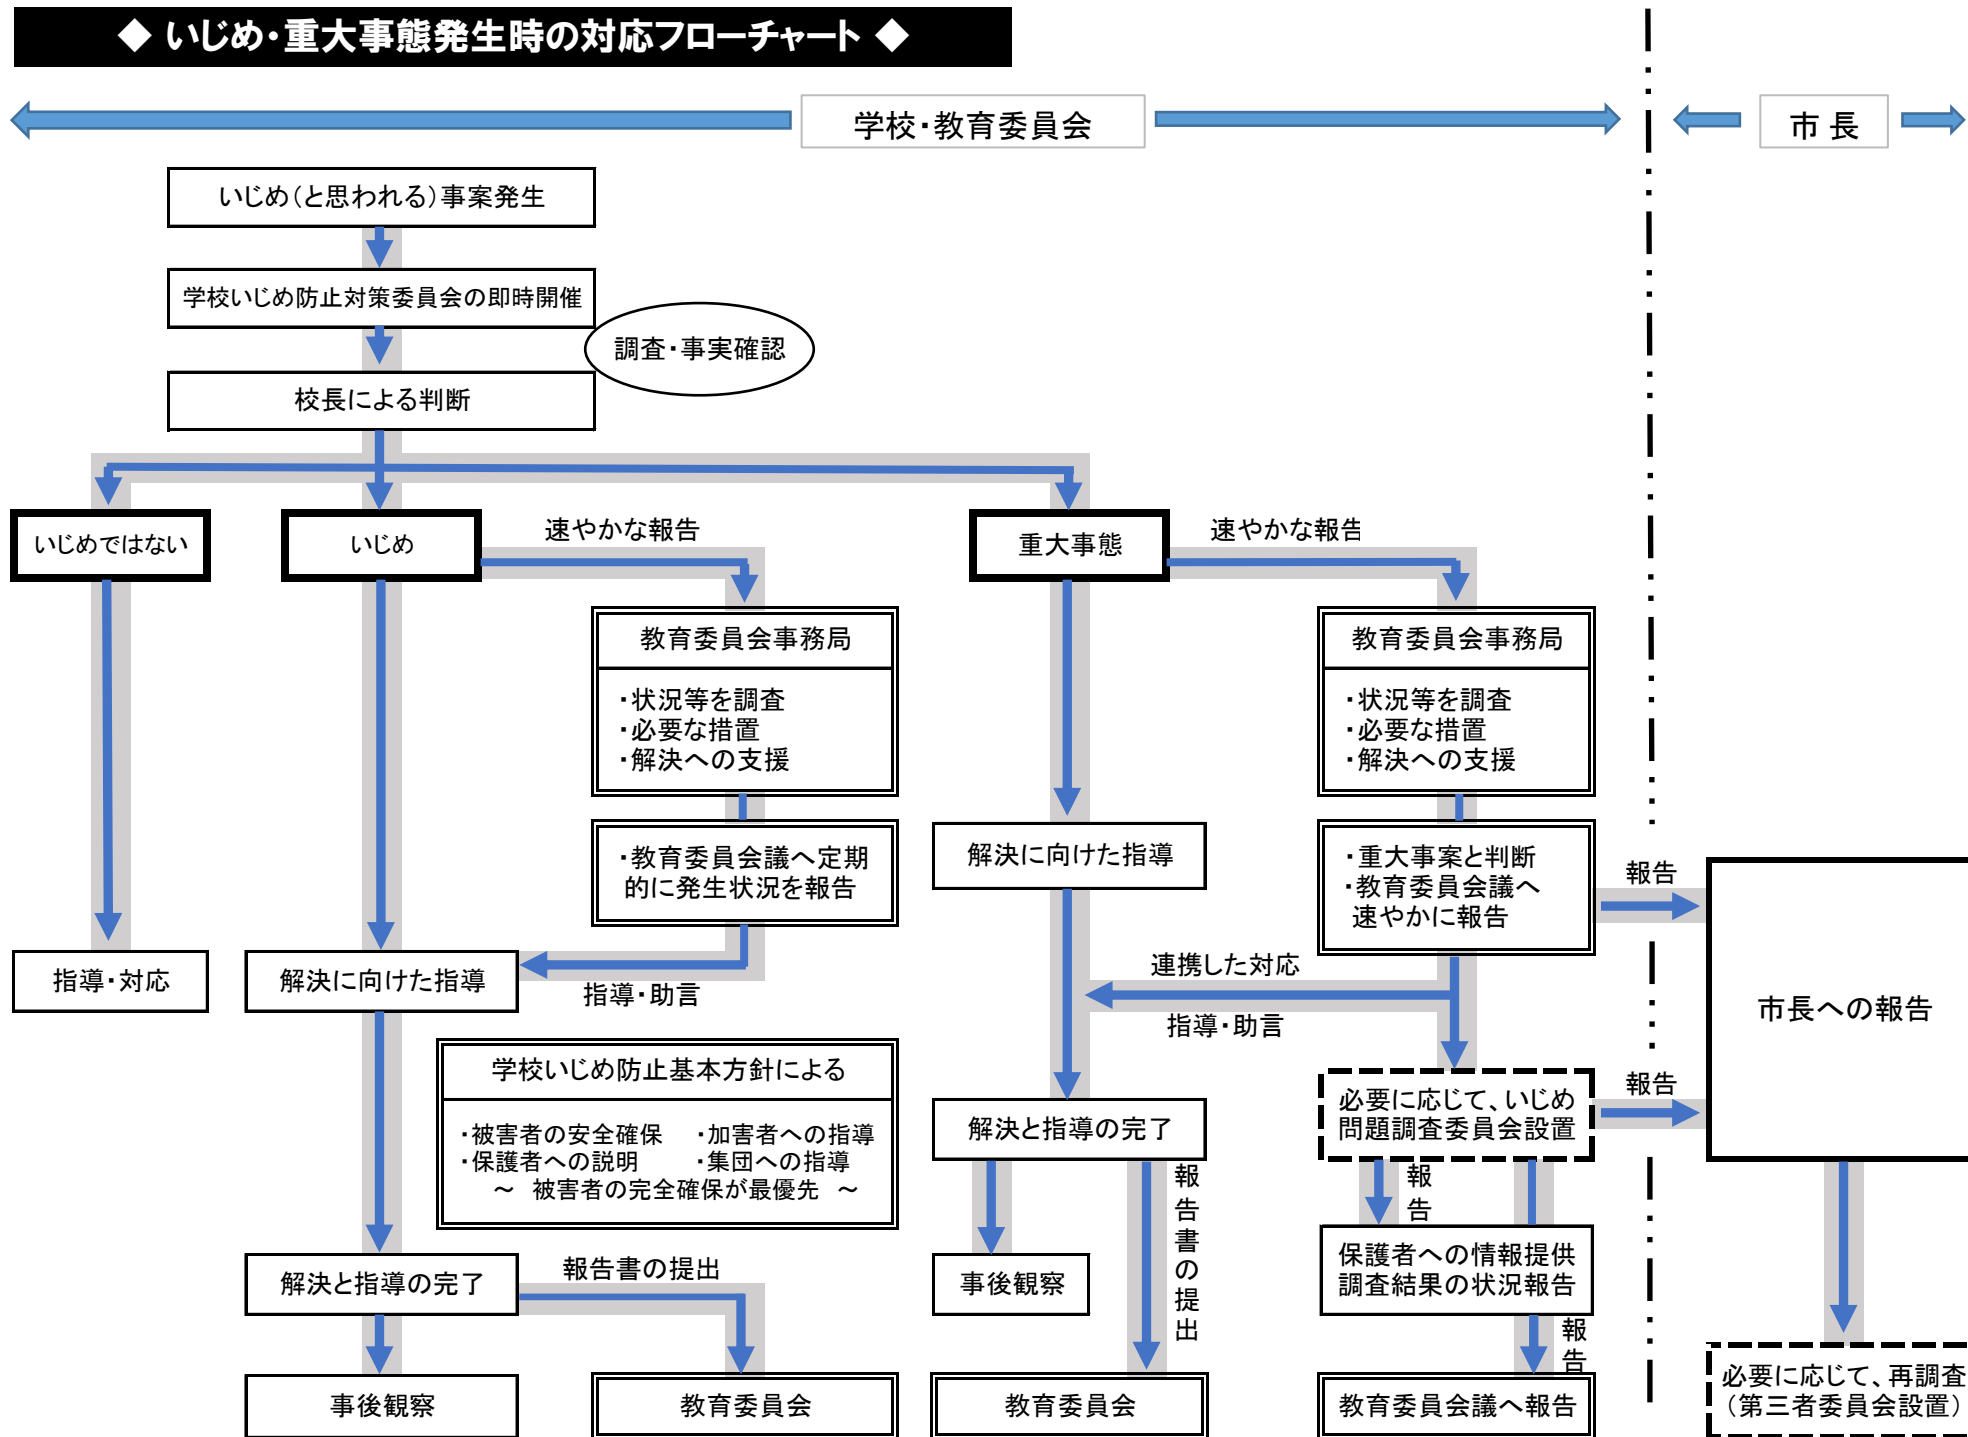 ◆ いじめ・重大事態発生時の対応フローチャート ◆
学校・教育委員会
市 長
いじめ（と思われる）事案発生
学校いじめ防止対策委員会の即時開催
調査・事実確認
校長による判断
いじめではない
いじめ
速やかな報告
重大事態
速やかな報告
教育委員会事務局
・状況等を調査
・必要な措置
・解決への支援
教育委員会事務局
・状況等を調査
・必要な措置
・解決への支援
・教育委員会議へ定期
的に発生状況を報告
解決に向けた指導
・重大事案と判断
・教育委員会議へ
速やかに報告
報告
指導・対応
解決に向けた指導
指導・助言
連携した対応
指導・助言
市長への報告
学校いじめ防止基本方針による
・被害者の安全確保　・加害者への指導
・保護者への説明　・集団への指導
～　被害者の完全確保が最優先　～
解決と指導の完了
必要に応じて、いじめ
問題調査委員会設置
報告
報告書の提出
報告
解決と指導の完了
報告書の提出
事後観察
保護者への情報提供
調査結果の状況報告
報告
事後観察
教育委員会
教育委員会
教育委員会議へ報告
必要に応じて、再調査
（第三者委員会設置）